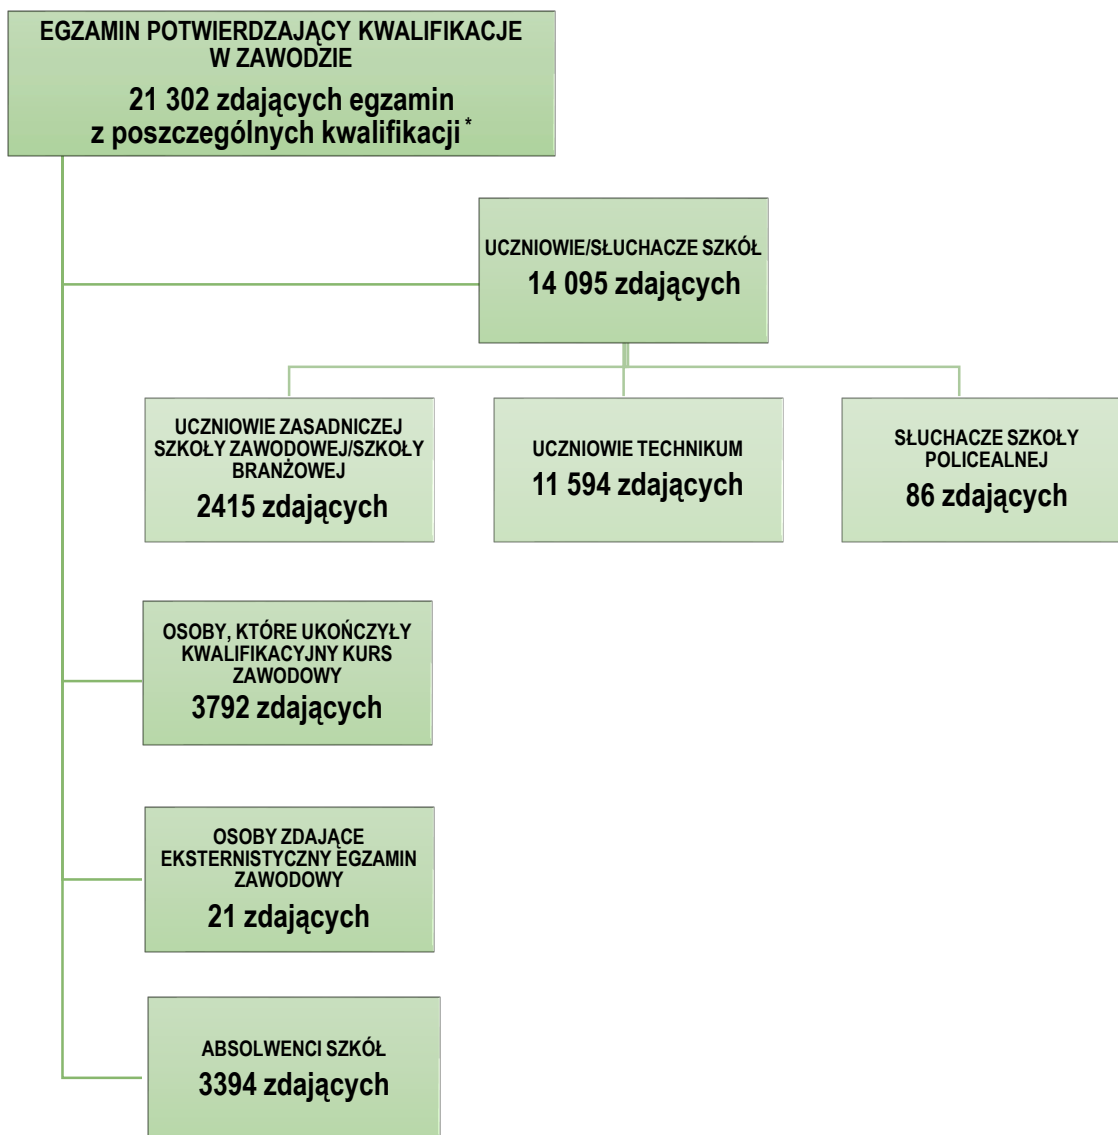 EGZAMIN POTWIERDZAJĄCY KWALIFIKACJE
W ZAWODZIE
21 302 zdających egzamin
z poszczególnych kwalifikacji *
UCZNIOWIE/SŁUCHACZE SZKÓŁ
14 095 zdających
UCZNIOWIE ZASADNICZEJ
SZKOŁY ZAWODOWEJ/SZKOŁY
BRANŻOWEJ
2415 zdających
UCZNIOWIE TECHNIKUM
11 594 zdających
SŁUCHACZE SZKOŁY
POLICEALNEJ
86 zdających
OSOBY, KTÓRE UKOŃCZYŁY
KWALIFIKACYJNY KURS
ZAWODOWY
3792 zdających
OSOBY ZDAJĄCE
EKSTERNISTYCZNY EGZAMIN
ZAWODOWY
21 zdających
ABSOLWENCI SZKÓŁ
3394 zdających